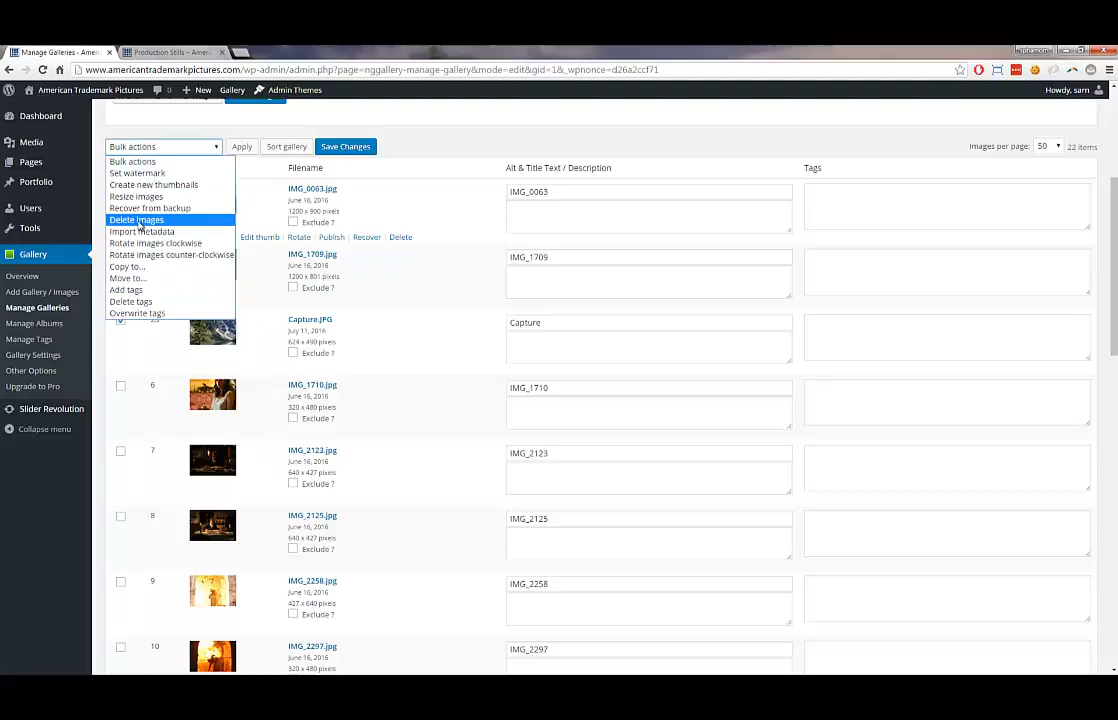 Manage Galleries - Am
Production Stills - Ameri
www.americantrademarkpictures.com/wp-admin/admin.php?page=nggallery-manage-gallery&mode=edit&gid=1&_wpnonce=d26a2ccf71
American Trademark Pictures
0
New
Gallery
Admin Themes
Howdy, sarn
Dashboard
Media
Pages
Portfolio
Users
Tools
Gallery
Overview
Add Gallery / Images
Manage Galleries
Manage Albums
Manage Tags
Gallery Settings
Other Options
Upgrade to Pro
Slider Revolution
Collapse menu
Bulk actions
Apply
Sort gallery
Save Changes
Images per page:
50
22 items
Bulk actions
Set watermark
Create new thumbnails
Resize images
Recover from backup
Delete images
Import metadata
Rotate images clockwise
Rotate images counter-clockwise
Copy to...
Move to...
Add tags
Delete tags
Overwrite tags
Filename
Alt & Title Text / Description
Tags
IMG_0063.jpg
June 16, 2016
1200 x 900 pixels
Exclude ?
IMG_0063
Edit thumb | Rotate | Publish | Recover | Delete
IMG_1709.jpg
June 16, 2016
1200 x 801 pixels
Exclude ?
IMG_1709
Capture.JPG
July 11, 2016
624 x 490 pixels
Exclude ?
Capture
6
IMG_1710.jpg
June 16, 2016
320 x 480 pixels
Exclude ?
IMG_1710
7
IMG_2123.jpg
June 16, 2016
640 x 427 pixels
Exclude ?
IMG_2123
8
IMG_2125.jpg
June 16, 2016
640 x 427 pixels
Exclude ?
IMG_2125
9
IMG_2258.jpg
June 16, 2016
427 x 640 pixels
Exclude ?
IMG_2258
10
IMG_2297.jpg
June 16, 2016
320 x 480 pixels
IMG_2297